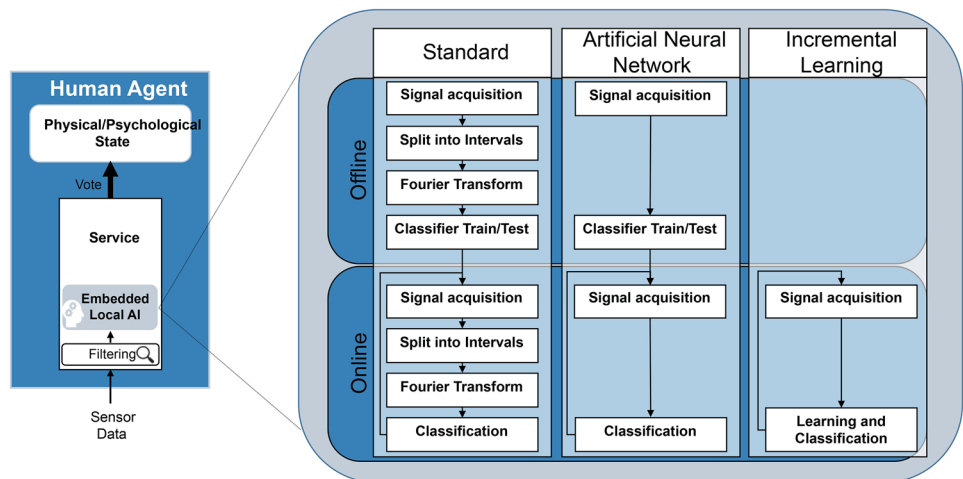 Human Agent
Physical/Psychological
State
Vote
Service
Embedded
Local AI
Filtering
Sensor
Data
Standard
Artificial Neural
Network
Incremental
Learning
Offline
Signal acquisition
Split into Intervals
Fourier Transform
Classifier Train/Test
Signal acquisition
Classifier Train/Test
Online
Signal acquisition
Split into Intervals
Fourier Transform
Classification
Signal acquisition
Classification
Signal acquisition
Learning and
Classification